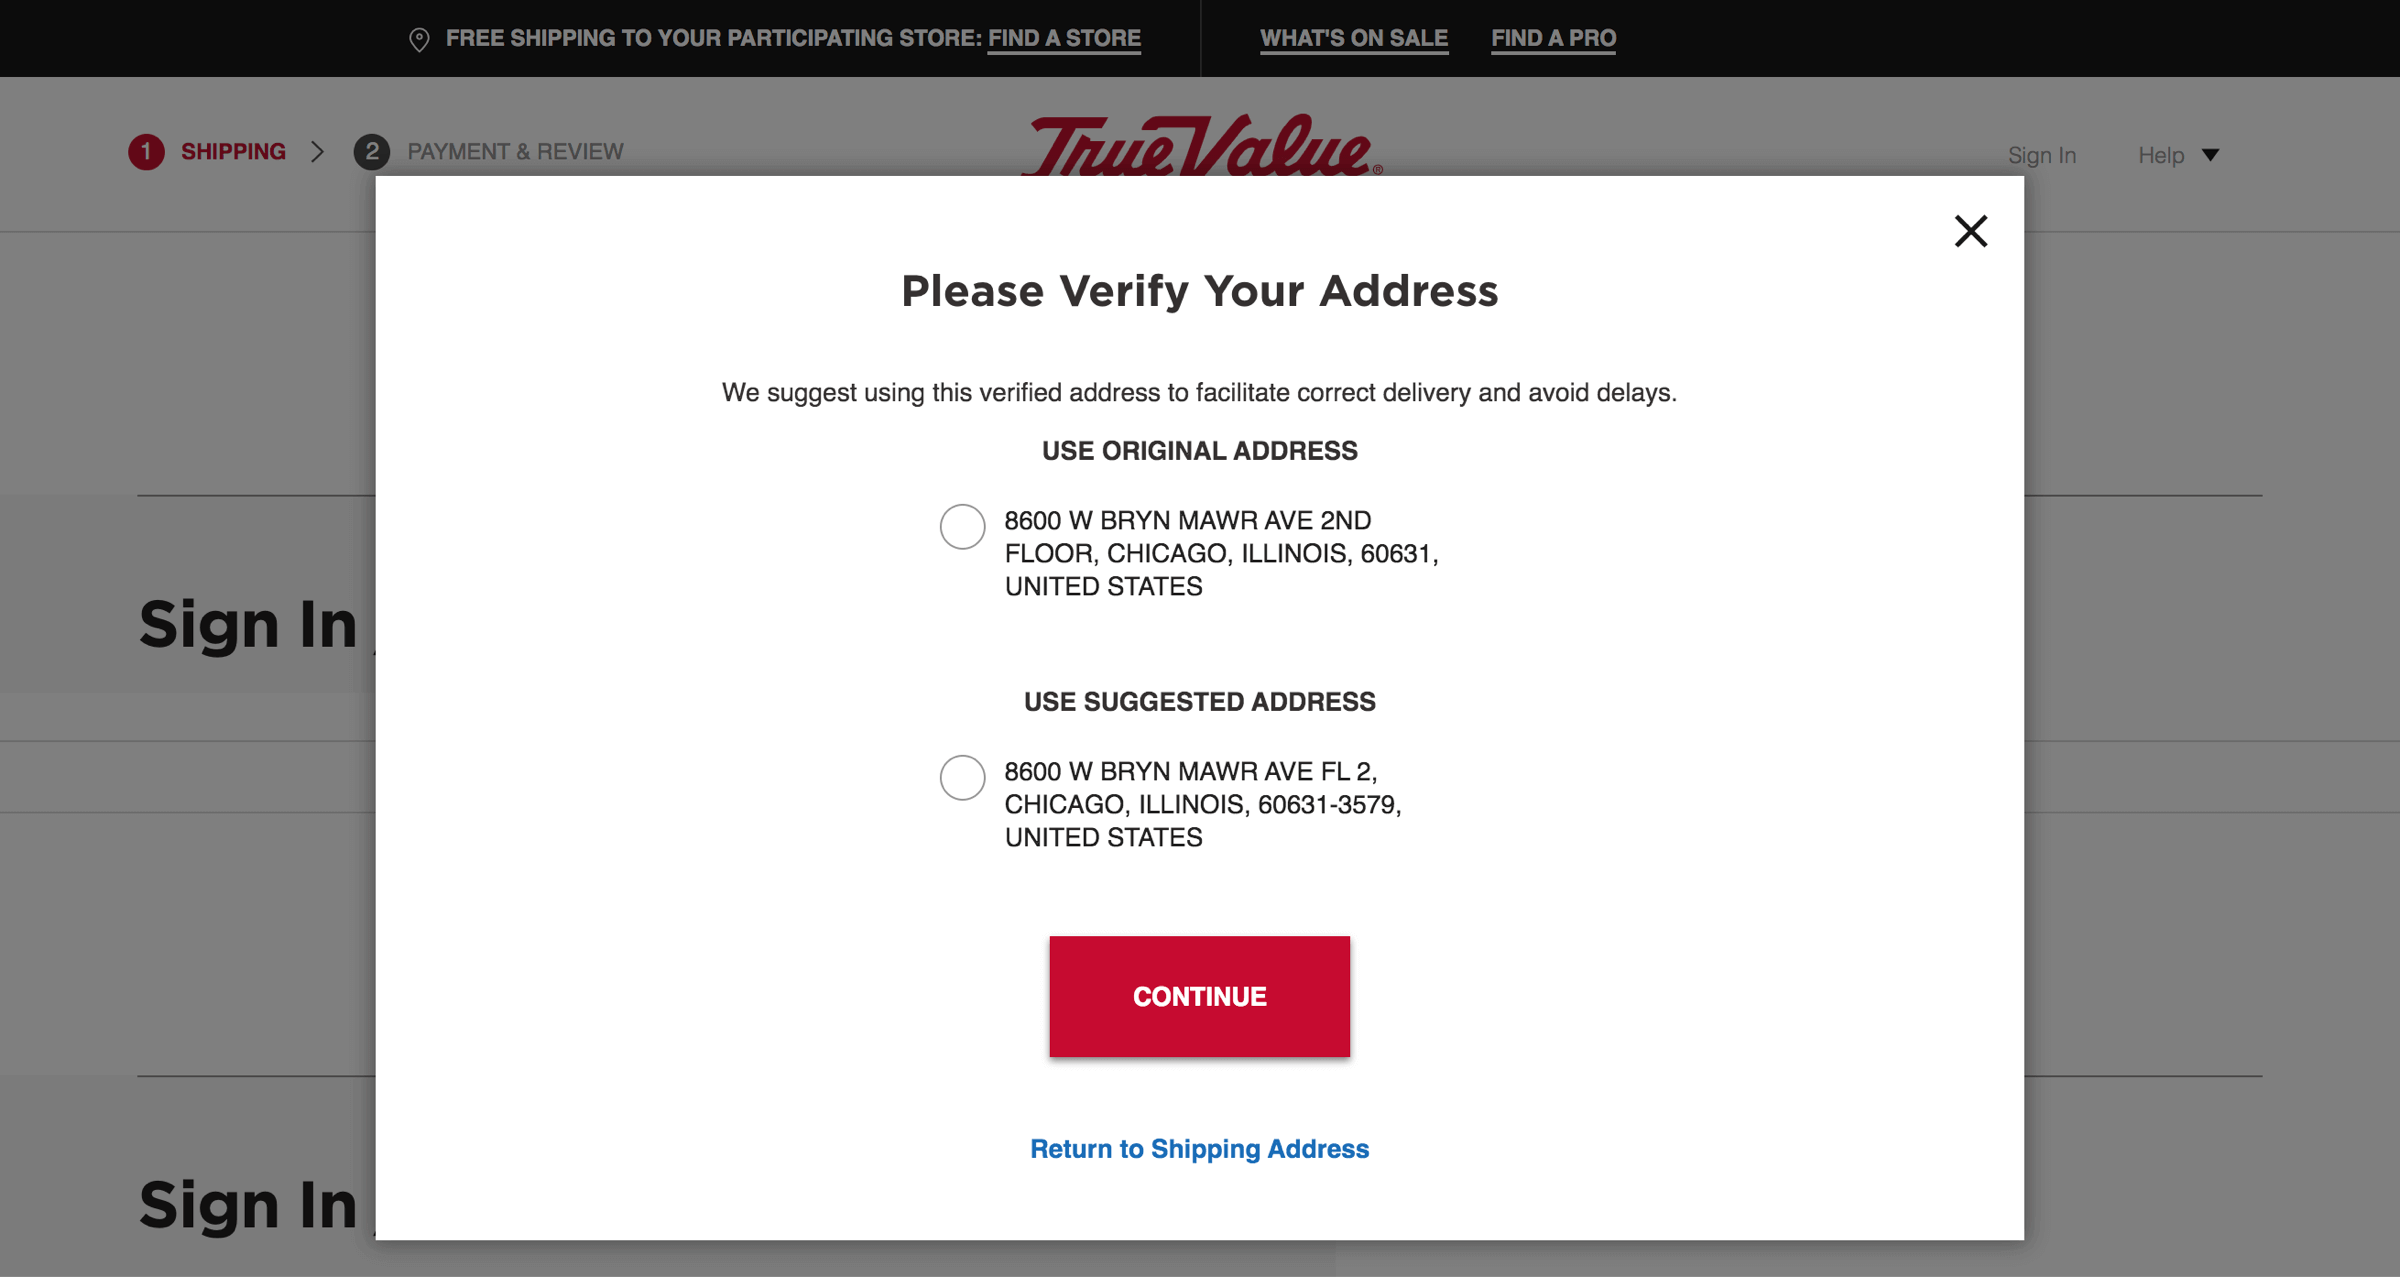 FREE SHIPPING TO YOUR PARTICIPATING STORE: FIND A STORE
WHAT'S ON SALE
FIND A PRO
1 SHIPPING
2 PAYMENT & REVIEW
True Value®
Sign In
Help
Please Verify Your Address
We suggest using this verified address to facilitate correct delivery and avoid delays.
USE ORIGINAL ADDRESS
8600 W BRYN MAWR AVE 2ND
FLOOR, CHICAGO, ILLINOIS, 60631,
UNITED STATES
Sign In
USE SUGGESTED ADDRESS
8600 W BRYN MAWR AVE FL 2,
CHICAGO, ILLINOIS, 60631-3579,
UNITED STATES
CONTINUE
Return to Shipping Address
Sign In